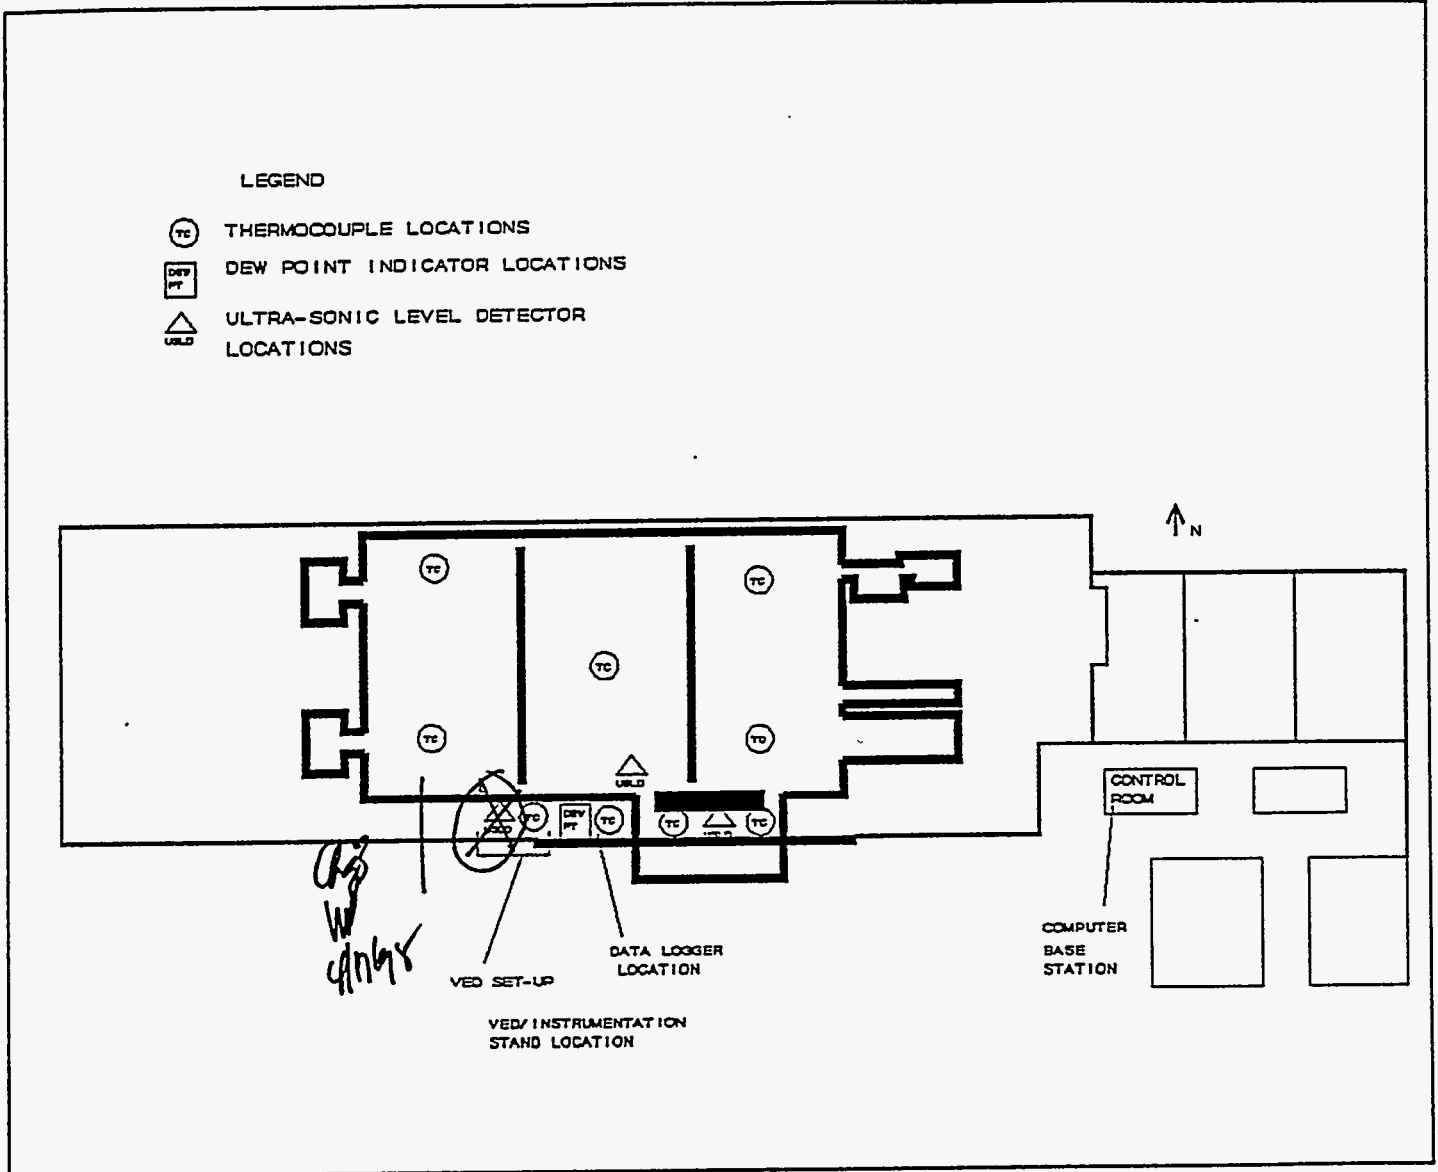 LEGEND
TC THERMOCOUPLE LOCATIONS
DEW
PT
DEW POINT INDICATOR LOCATIONS
ULTRA-SONIC LEVEL DETECTOR
USLD
LOCATIONS
N
TC
TC
TC
TC
TC
USLD
CONTROL
ROOM
TC
DEW
PT
TC
TC
TC
COMPUTER
BASE
STATION
DATA LOGGER
LOCATION
VED SET-UP
VED/INSTRUMENTATION
STAND LOCATION